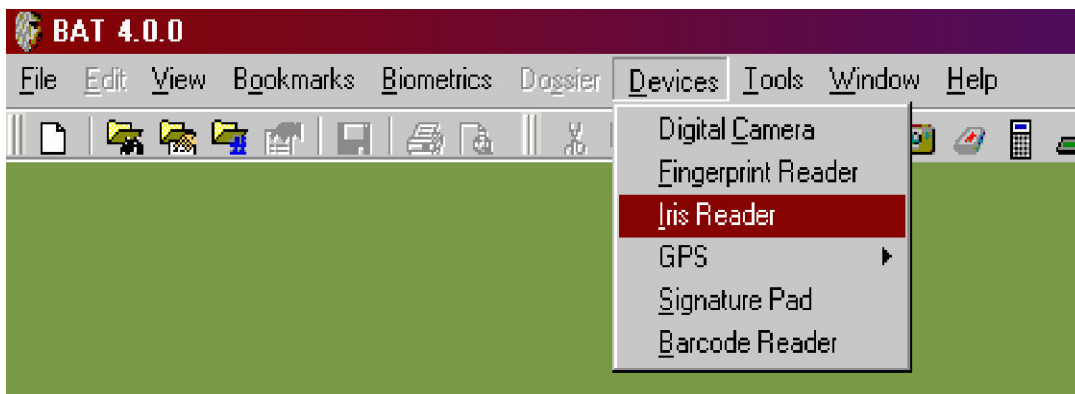 BAT 4.0.0
File Edit View Bookmarks Biometrics Dossier Devices Tools Window Help
Digital Camera
Fingerprint Reader
Iris Reader
GPS
Signature Pad
Barcode Reader